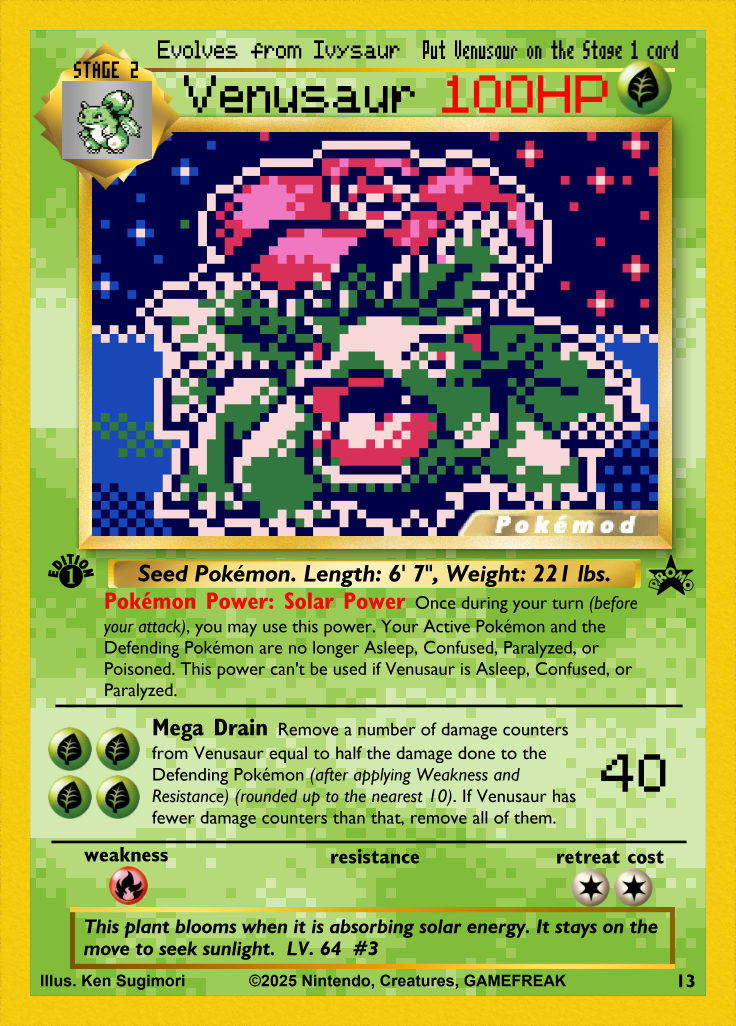 Evolves from Ivysaur Put Venusaur on the Stage 1 card
STAGE 2
Venusaur 100HP
Pokémod
EDITION
1
Seed Pokémon. Length: 6' 7", Weight: 221 lbs.
PROMO
Pokémon Power: Solar Power Once during your turn (before
your attack), you may use this power. Your Active Pokémon and the
Defending Pokémon are no longer Asleep, Confused, Paralyzed, or
Poisoned. This power can't be used if Venusaur is Asleep, Confused, or
Paralyzed.
Mega Drain Remove a number of damage counters
from Venusaur equal to half the damage done to the
Defending Pokémon (after applying Weakness and
Resistance) (rounded up to the nearest 10). If Venusaur has
fewer damage counters than that, remove all of them.
40
weakness resistance retreat cost
This plant blooms when it is absorbing solar energy. It stays on the
move to seek sunlight. LV. 64 #3
Illus. Ken Sugimori ©2025 Nintendo, Creatures, GAMEFREAK 13